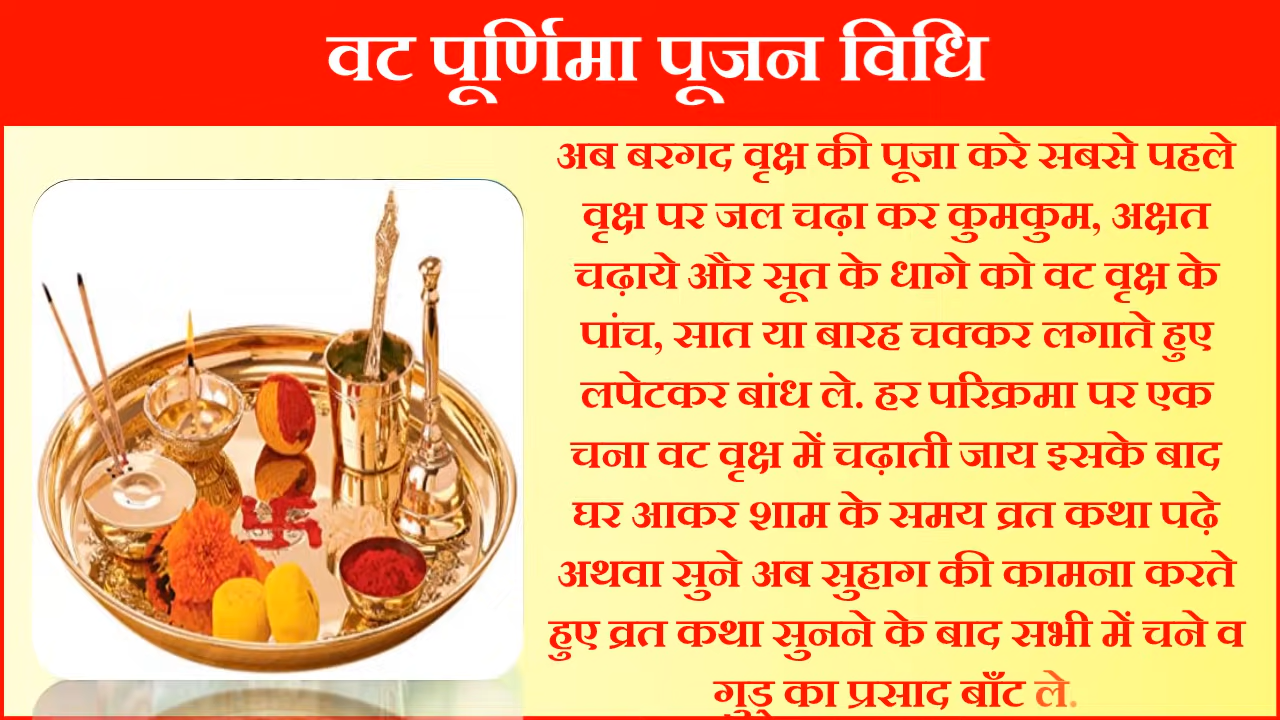 वट पूर्णिमा पूजन विधि
अब बरगद वृक्ष की पूजा करे सबसे पहले
वृक्ष पर जल चढ़ा कर कुमकुम, अक्षत
चढ़ाये और सूत के धागे को वट वृक्ष के
पांच, सात या बारह चक्कर लगाते हुए
लपेटकर बांध ले. हर परिक्रमा पर एक
चना वट वृक्ष में चढ़ाती जाय इसके बाद
घर आकर शाम के समय व्रत कथा पढ़े
अथवा सुने अब सुहाग की कामना करते
हुए व्रत कथा सुनने के बाद सभी में चने व
गुड़ का प्रसाद बाँट ले.